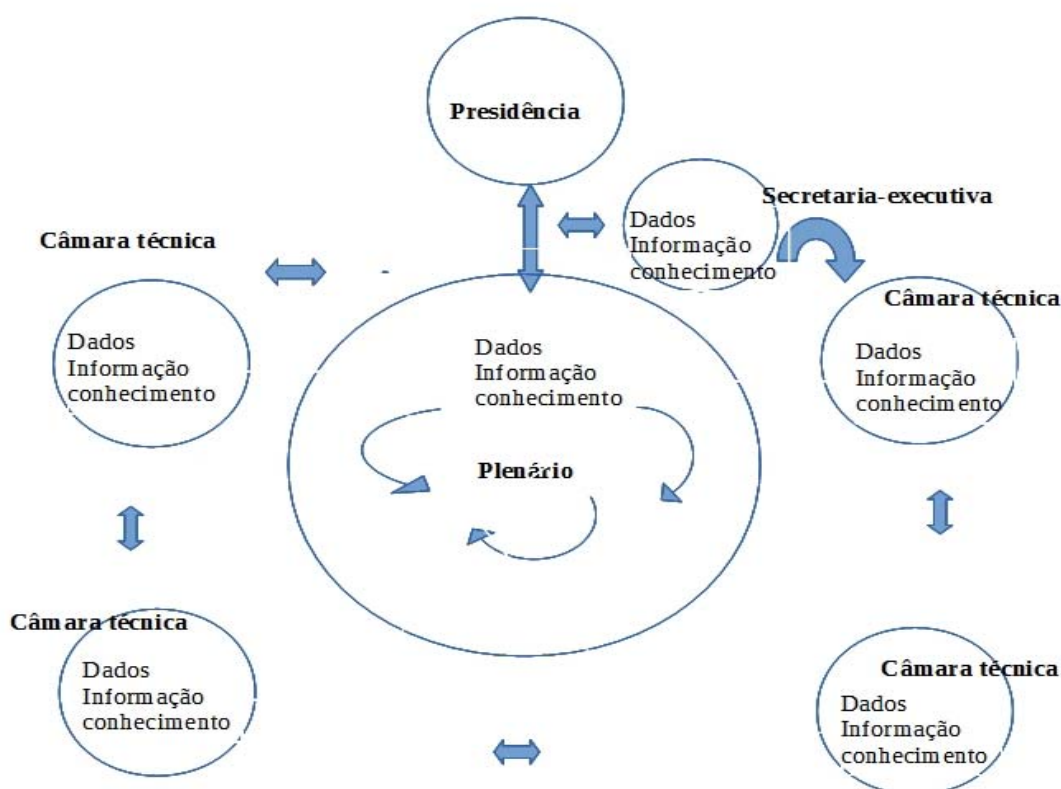 Presidência
Secretaria-executiva
Dados
Informação
conhecimento
Câmara técnica
Dados
Informação
conhecimento
Câmara técnica
Dados
Informação
conhecimento
Dados
Informação
conhecimento
Plenário
Câmara técnica
Dados
Informação
conhecimento
Câmara técnica
Dados
Informação
conhecimento